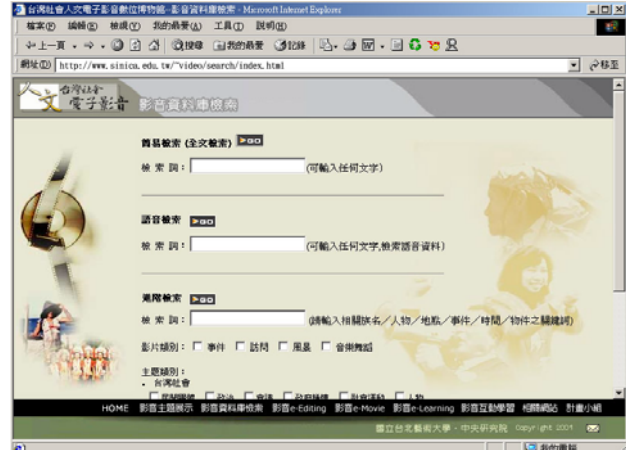 台灣社會人文電子影音數位博物館--影音資料庫檢索 - Microsoft Internet Explorer
檔案(F) 編輯(E) 檢視(V) 我的最愛(A) 工具(T) 說明(H)
上一頁 搜尋 我的最愛 記錄
網址(D) http://www.sinica.edu.tw/~video/search/index.html 移至
人文 台灣社會
電子影音 影音資料庫檢索
簡易檢索 (全文檢索) GO
檢 索 詞： (可輸入任何文字)
語音檢索 GO
檢 索 詞： (可輸入任何文字,檢索語音資料)
進階檢索 GO
檢 索 詞： (請輸入相關族名／人物／地點／事件／時間／物件之關鍵詞)
影片類別： 事件 訪問 風景 音樂舞蹈
主題類別：
- 台灣社會
HOME 影音主題展示 影音資料庫檢索 影音e-Editing 影音e-Movie 影音e-Learning 影音互動學習 相關網站 計畫小組
國立台北藝術大學 · 中央研究院 Copyright 2001
我的電腦